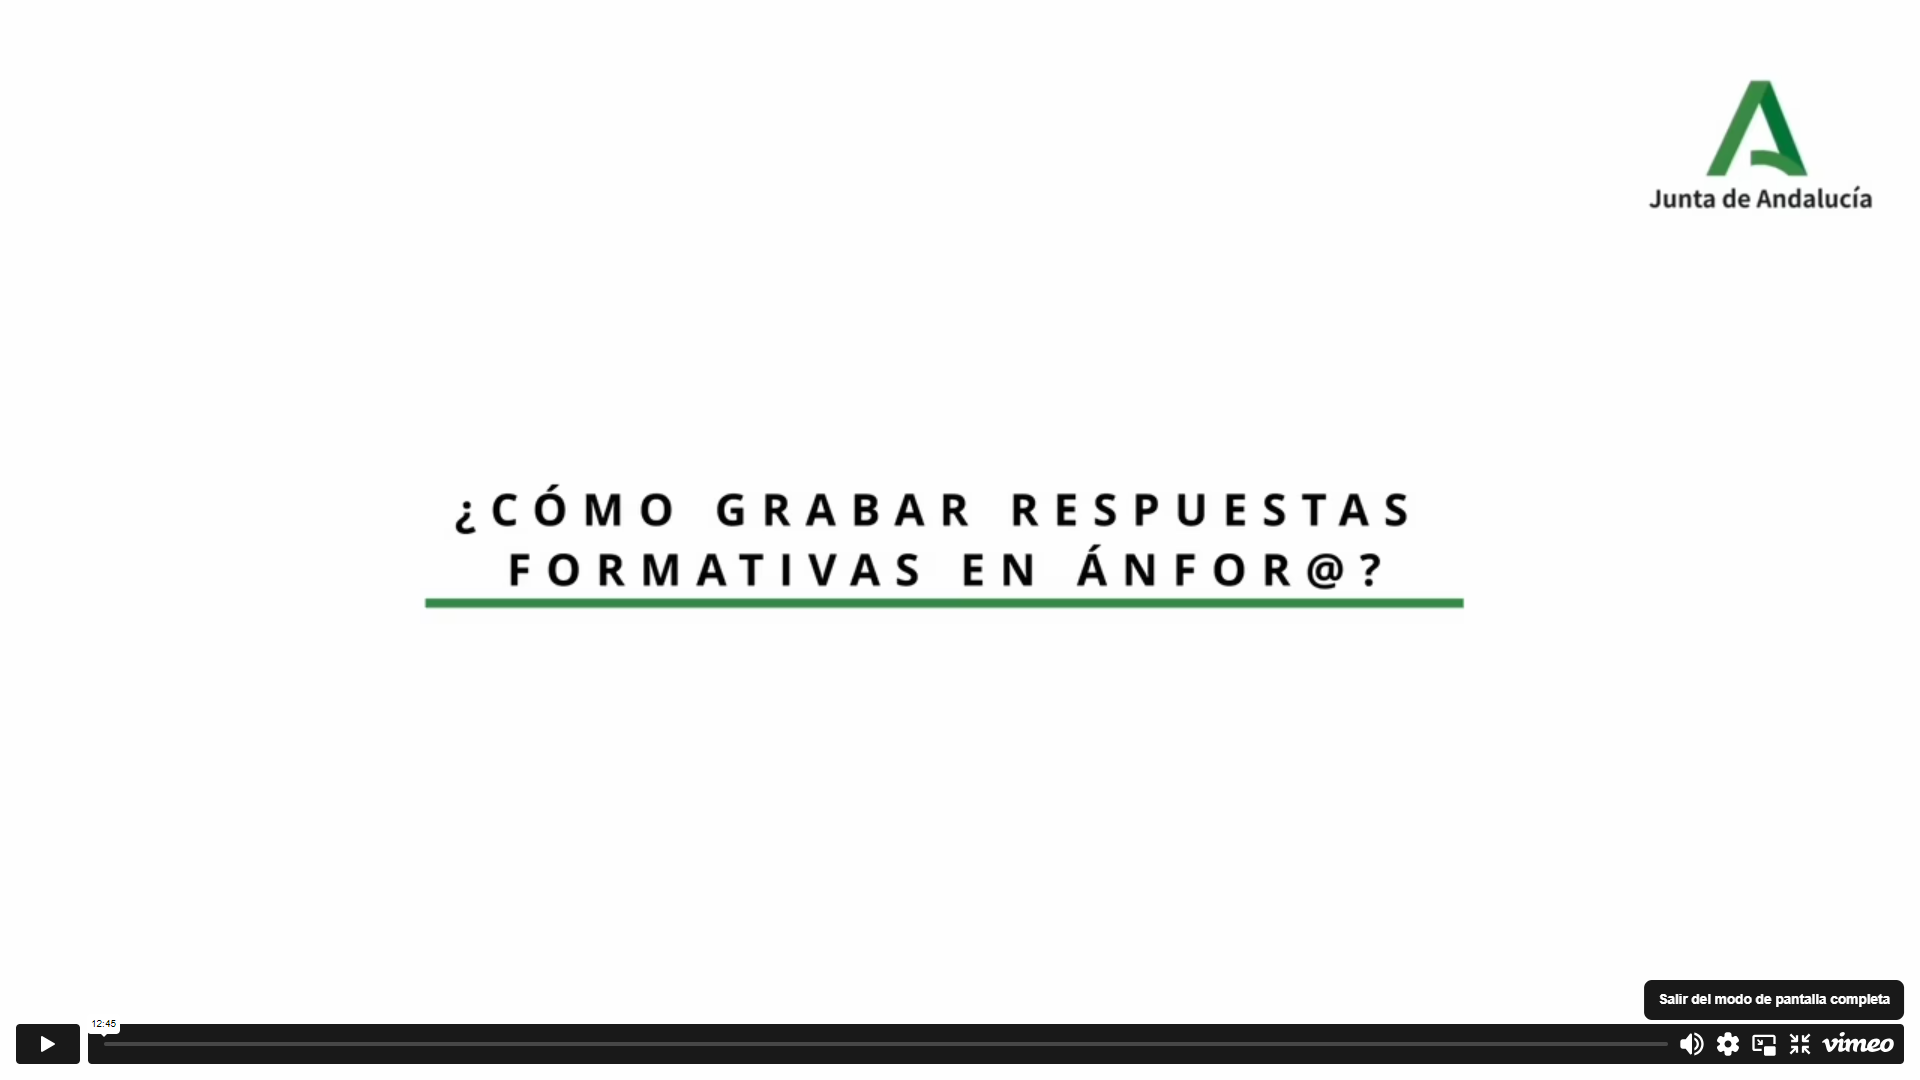 Junta de Andalucía
¿CÓMO GRABAR RESPUESTAS
FORMATIVAS EN ÁNFOR@?
Salir del modo de pantalla completa
12:45
vimeo